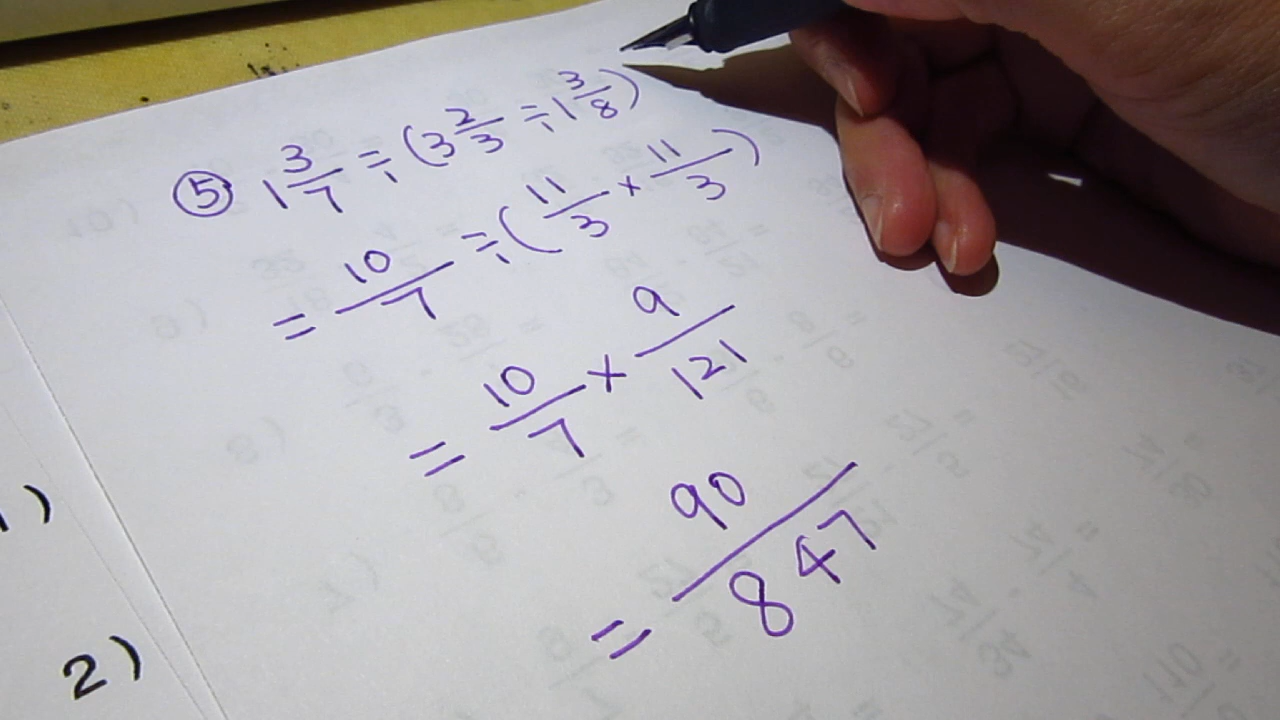 ⑤ 1 3/7 ÷ (3 2/3 ÷ 1 3/8)
= 10/7 ÷ (11/3 × 11/3)
= 10/7 × 9/121
= 90/847
1)
2)